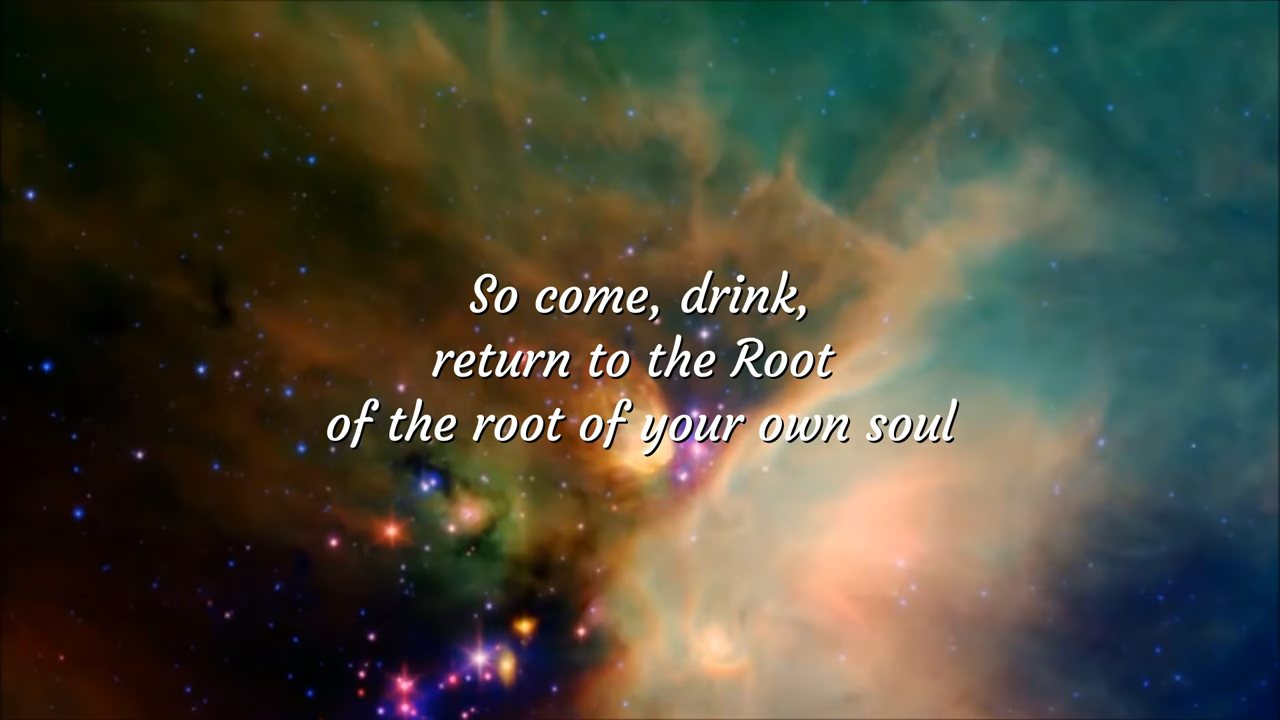 So come, drink,
return to the Root
of the root of your own soul